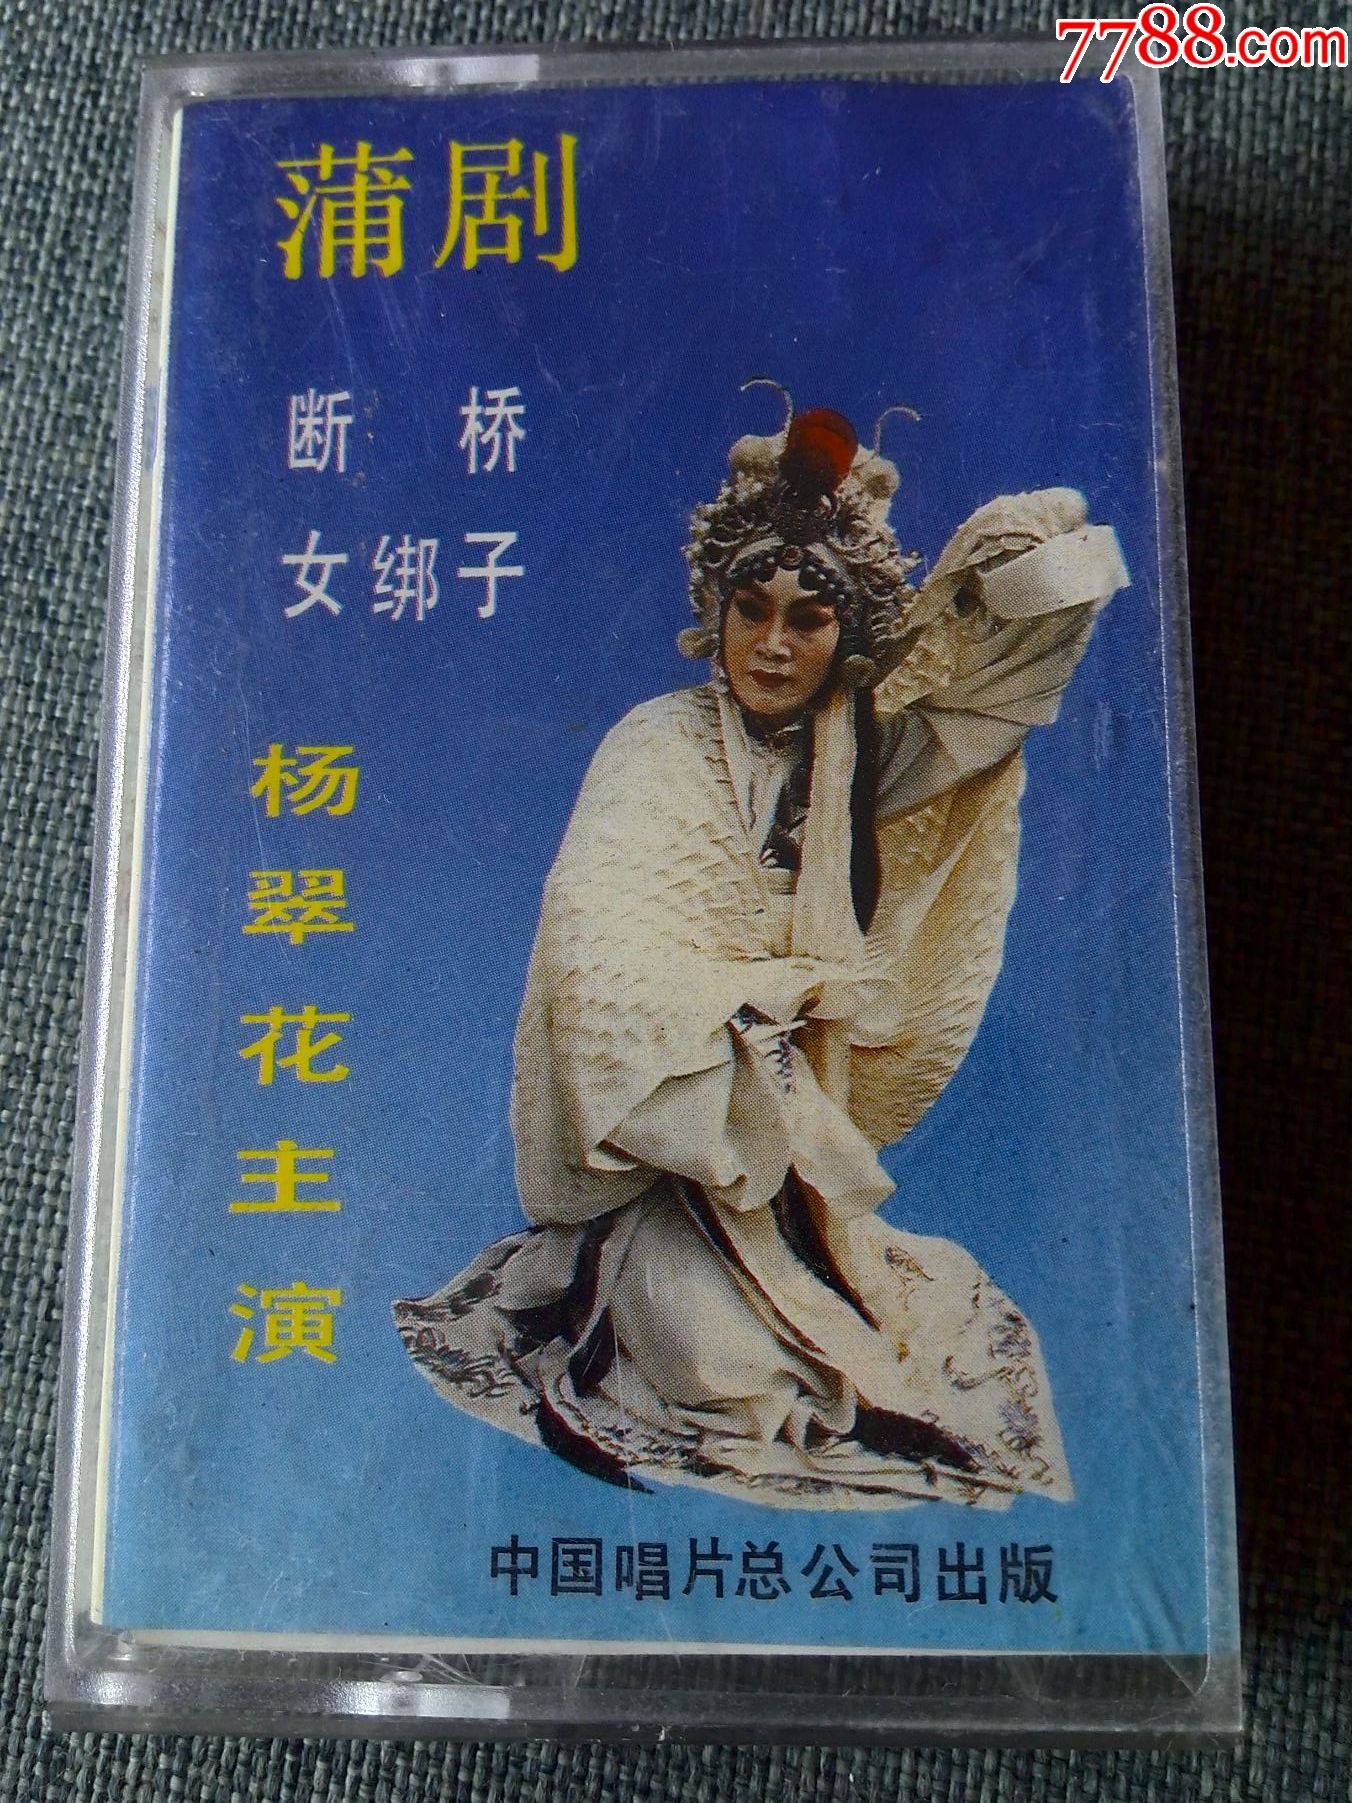 7788.com
蒲剧
断桥
女绑子
杨翠花主演
中国唱片总公司出版